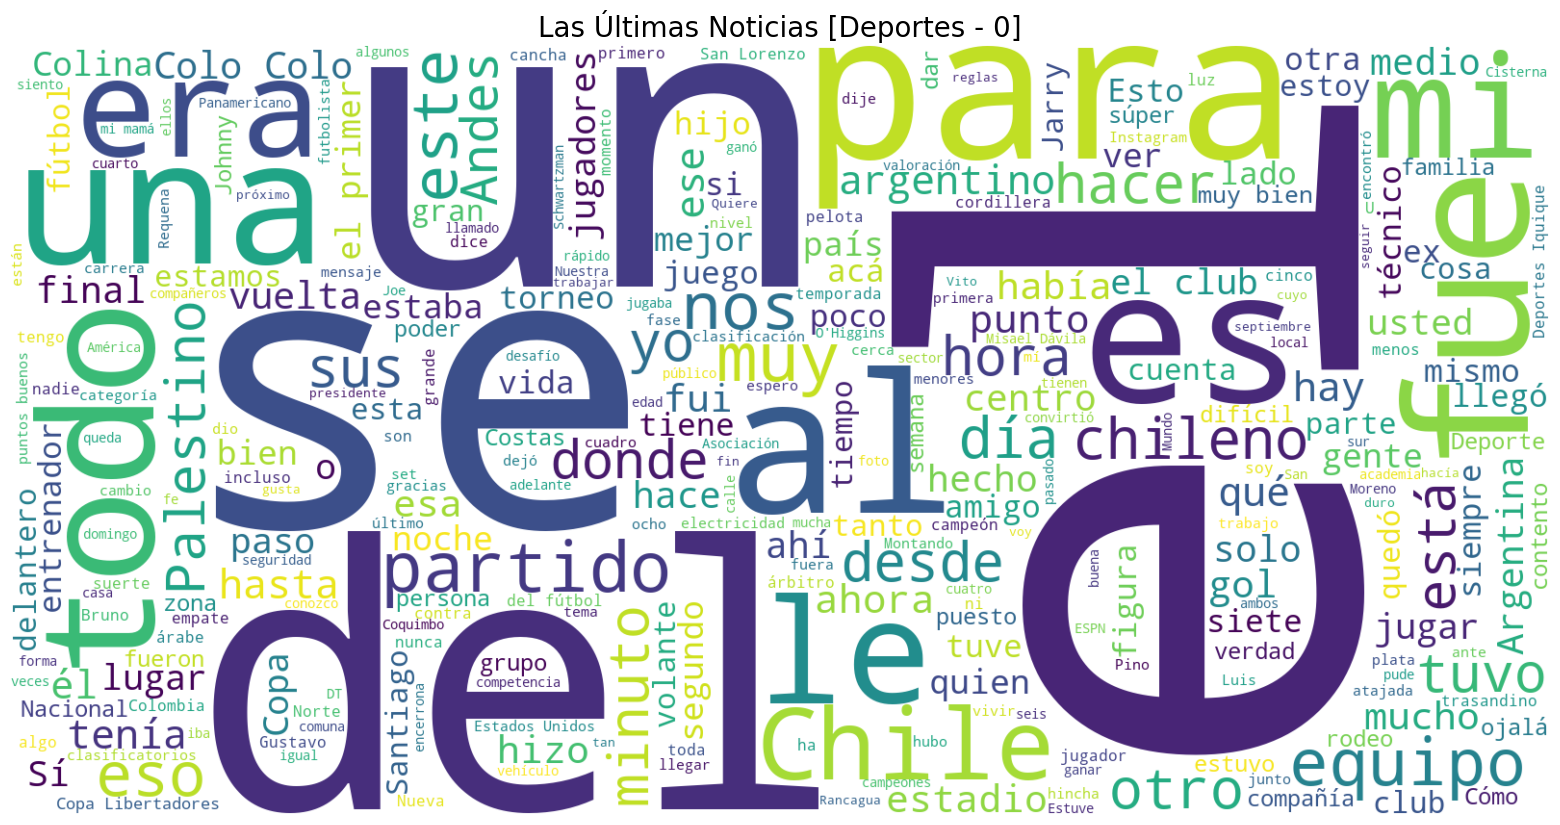 Las Últimas Noticias [Deportes - 0]
Colina
Colo Colo
algunos
era
un
para
mi
este
Andes
cancha
primero
jugadores
San Lorenzo
dar
reglas
Jarry
Esto
súper
luz
otra
estoy
medio
Cisterna
siento
fútbol
mi mamá
ellos
Panamericano
Johnny
futbolista
el primer
hijo
momento
ganó
dije
Instagram
ver
cuarto
una
Requena
próximo
gran
llamado
dice
Schwartzman
ese
si
Quiere
nivel
valoración
argentino
pelota
hacer
cordillera
lado
muy bien
familia
encontró
seguir
U
técnico
ex
cosa
Deportes Iquique
fue
están
carrera
estamos
compañeros
final
vuelta
mensaje
Joe
estaba
rápido
Nuestra
trabajar
mejor
juego
torneo
jugaba
país
acá
temporada
poco
O'Higgins
T
primera
Vito
había
punto
el club
cinco
cuyo
usted
menos
tengo
América
nadie
categoría
todo
Palestino
se
sus
poder
grande
presidente
desafío
vida
fase
clasificación
nos
yo
público
muy
cerca
espero
sector
menores
hora
Misael Dávila
mí
tienen
es
septiembre
local
cuenta
hay
mismo
llegó
puntos buenos
queda
dio
bien
incluso
gusta
o
esta
son
set
gracias
Costas
dejó
adelante
cuadro
edad
fui
tiene
donde
Asociación
fin
foto
calle
al
tiempo
semana
centro
convirtió
día
hecho
pasado
chileno
Mundo
difícil
sur
soy
San
parte
gente
Deporte
academia
hacía
Moreno
duro
delantero
entrenador
cambio
fe
domingo
esa
último
hace
ocho
electricidad
mucha
tanto
campeón
amigo
voy
e
qué
trabajo
quedó
está
siempre
Argentina
contento
paso
seguridad
noche
partido
ahí
fuera
Montando
desde
solo
buena
figura
gol
ambos
suerte
casa
zona
Bruno
empate
hasta
conozco
persona
contra
del fútbol
tema
árbitro
ahora
cuatro
ni
puesto
ESPN
siete
jugar
árabe
forma
fueron
veces
él
lugar
del
Coquimbo
nunca
grupo
competencia
minuto
volante
segundo
le
tuve
quien
Pino
verdad
Luis
plata
pude
ante
atajada
tuvo
trasandino
Nacional
Colombia
tenía
iba
Copa
DT
Norte
comuna
Gustavo
igual
Santiago
encerrona
Estados Unidos
hizo
tan
toda
llegar
Chile
vivir
seis
ha
hubo
jugador
ganar
mucho
ojalá
rodeo
algo
clasificatorios
Sí
eso
Copa Libertadores
Nueva
vehículo
campeones
Rancagua
estadio
hincha
Estuve
otro
estuvo
junto
compañía
equipo
club
Cómo